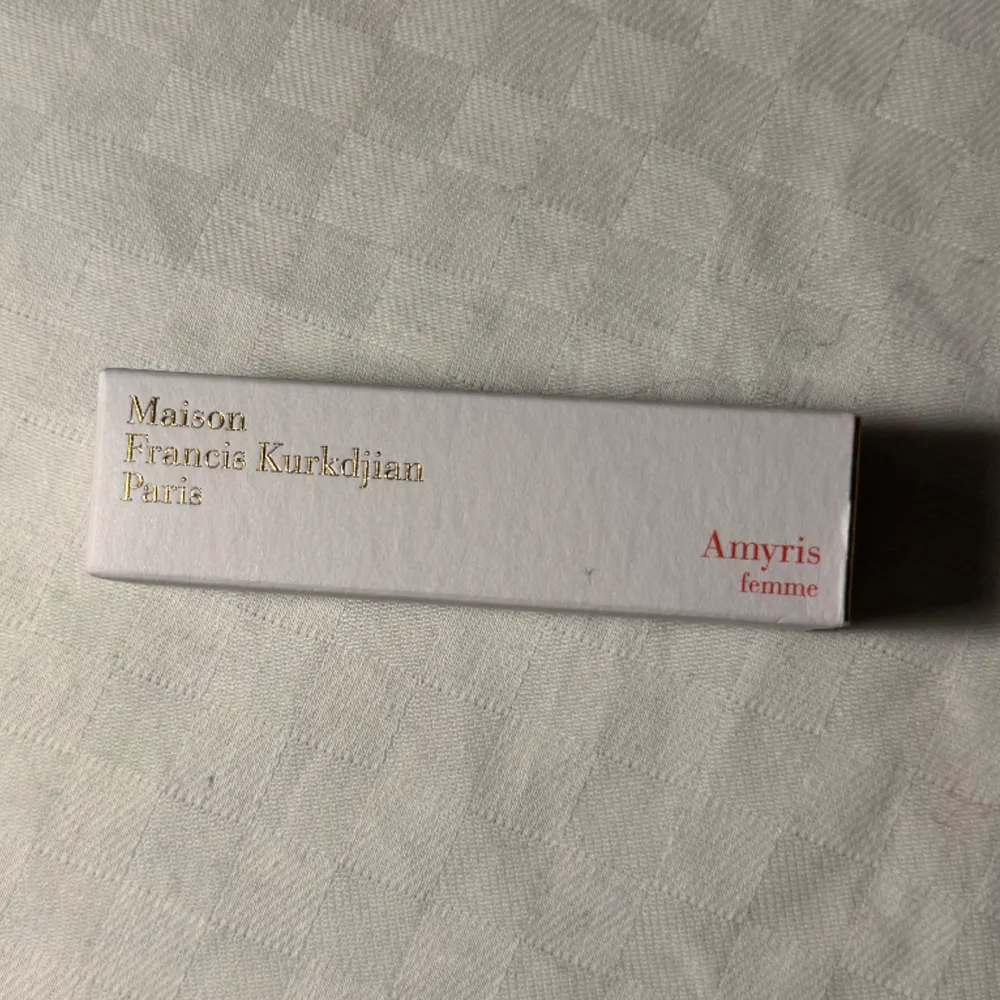 Maison
Francis Kurkdjian
Paris
Amyris
femme